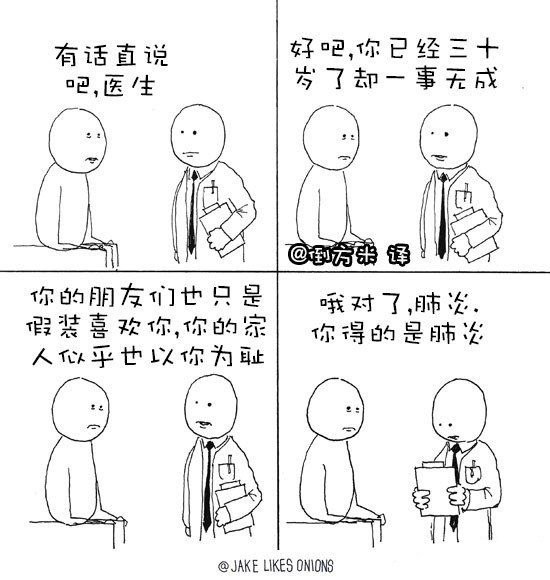 有话直说
吧,医生
好吧,你已经三十
岁了却一事无成
@倒方米 译
你的朋友们也只是
假装喜欢你,你的家
人似乎也以你为耻
哦对了,肺炎.
你得的是肺炎
@JAKE LIKES ONIONS